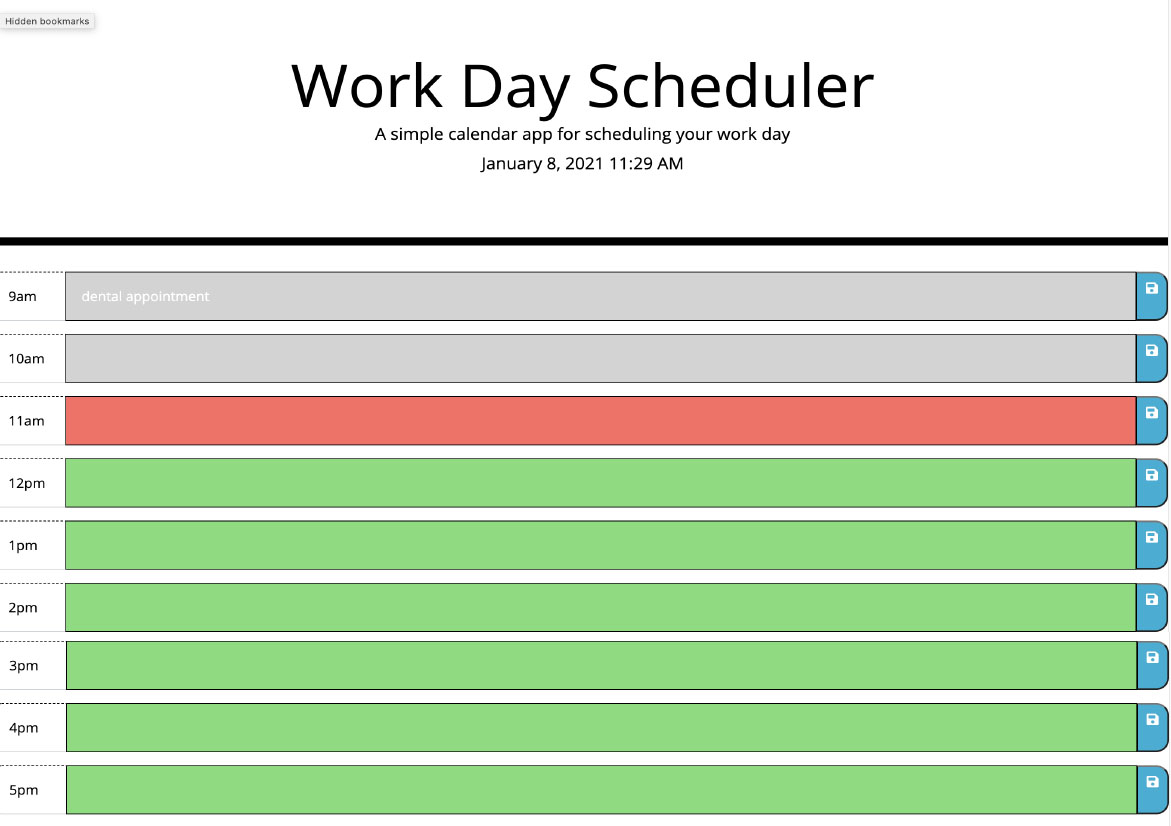 Hidden bookmarks
Work Day Scheduler
A simple calendar app for scheduling your work day
January 8, 2021 11:29 AM
9am
dental appointment
10am
11am
12pm
1pm
2pm
3pm
4pm
5pm